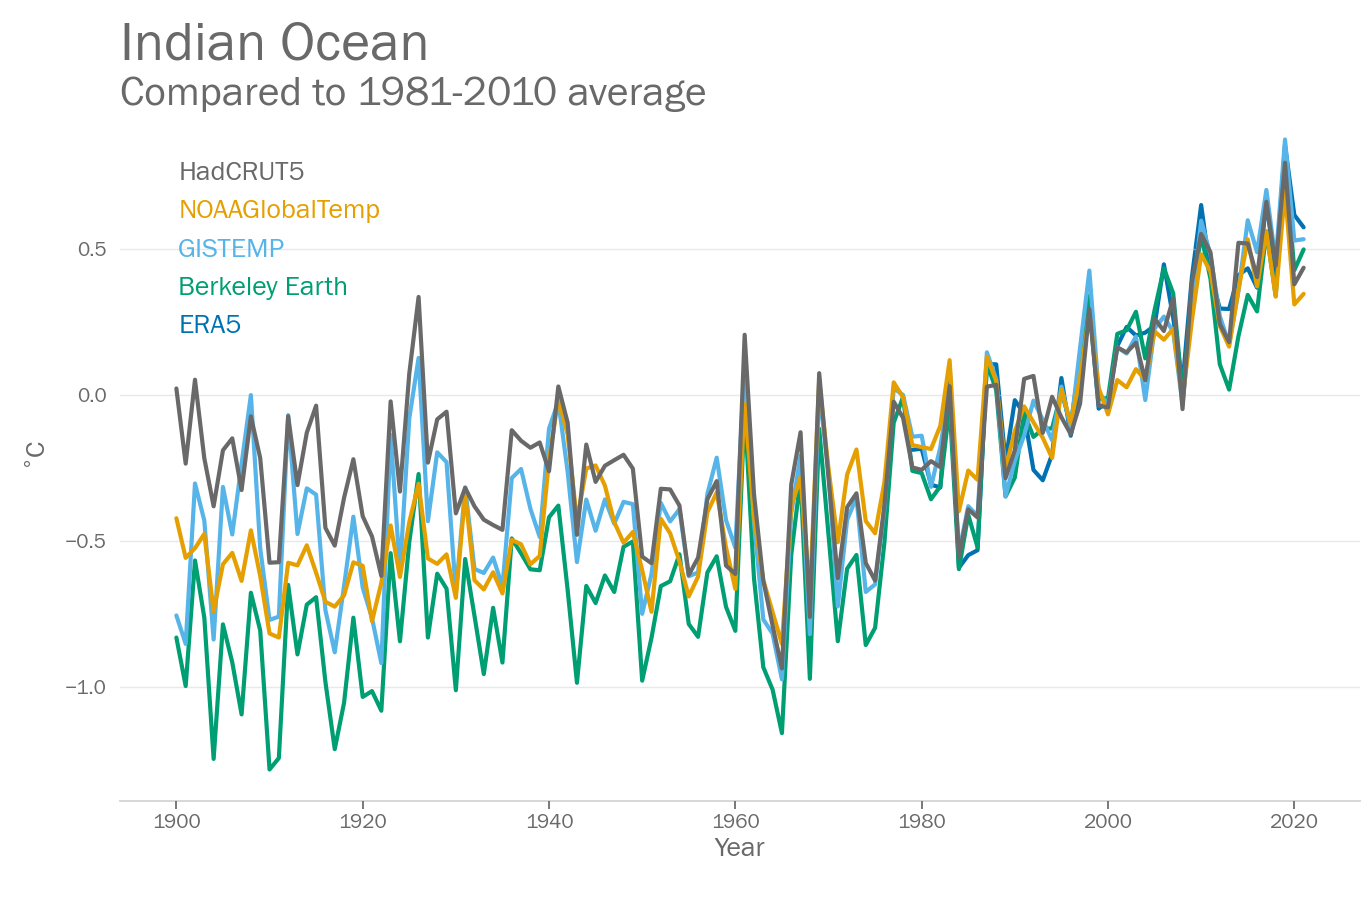 Indian Ocean
Compared to 1981-2010 average
HadCRUT5
NOAAGlobalTemp
GISTEMP
Berkeley Earth
ERA5
°C
0.5
0.0
−0.5
−1.0
1900 1920 1940 1960 1980 2000 2020
Year